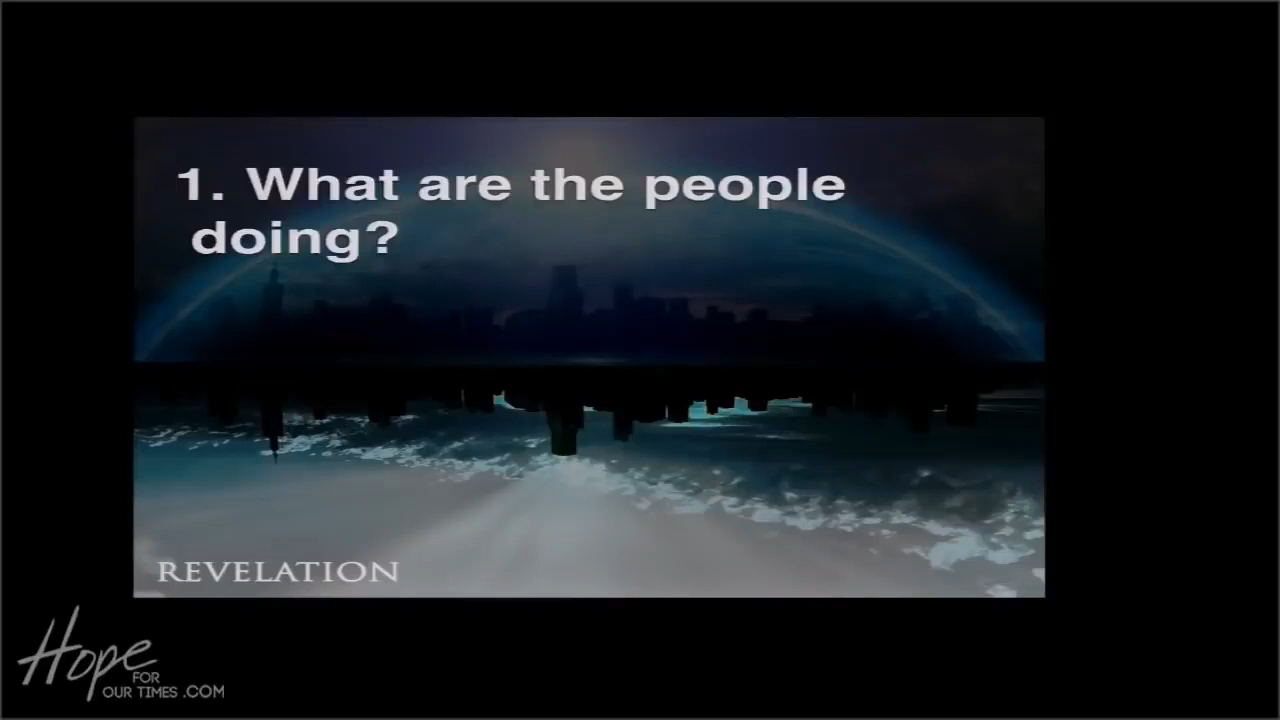 1. What are the people
doing?
REVELATION
Hope
FOR
OUR TIMES .COM